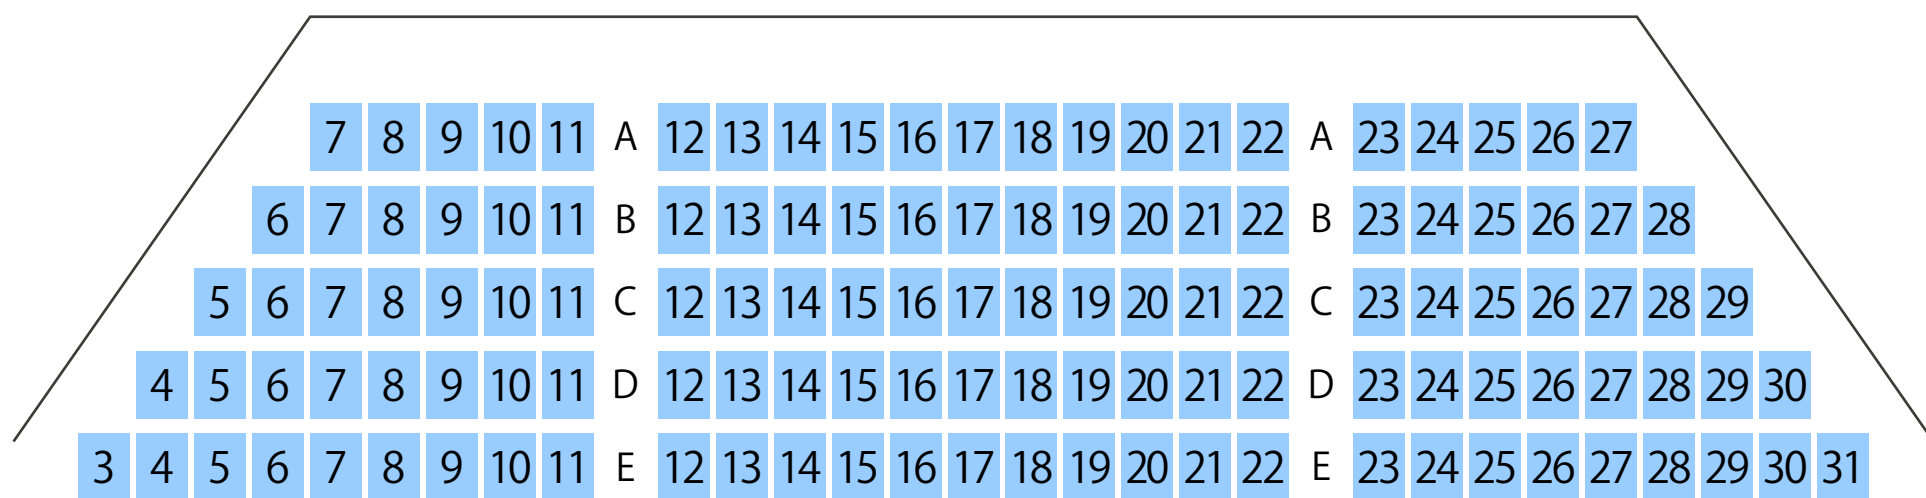 7 8 9 10 11 A 12 13 14 15 16 17 18 19 20 21 22 A 23 24 25 26 27
6 7 8 9 10 11 B 12 13 14 15 16 17 18 19 20 21 22 B 23 24 25 26 27 28
5 6 7 8 9 10 11 C 12 13 14 15 16 17 18 19 20 21 22 C 23 24 25 26 27 28 29
4 5 6 7 8 9 10 11 D 12 13 14 15 16 17 18 19 20 21 22 D 23 24 25 26 27 28 29 30
3 4 5 6 7 8 9 10 11 E 12 13 14 15 16 17 18 19 20 21 22 E 23 24 25 26 27 28 29 30 31